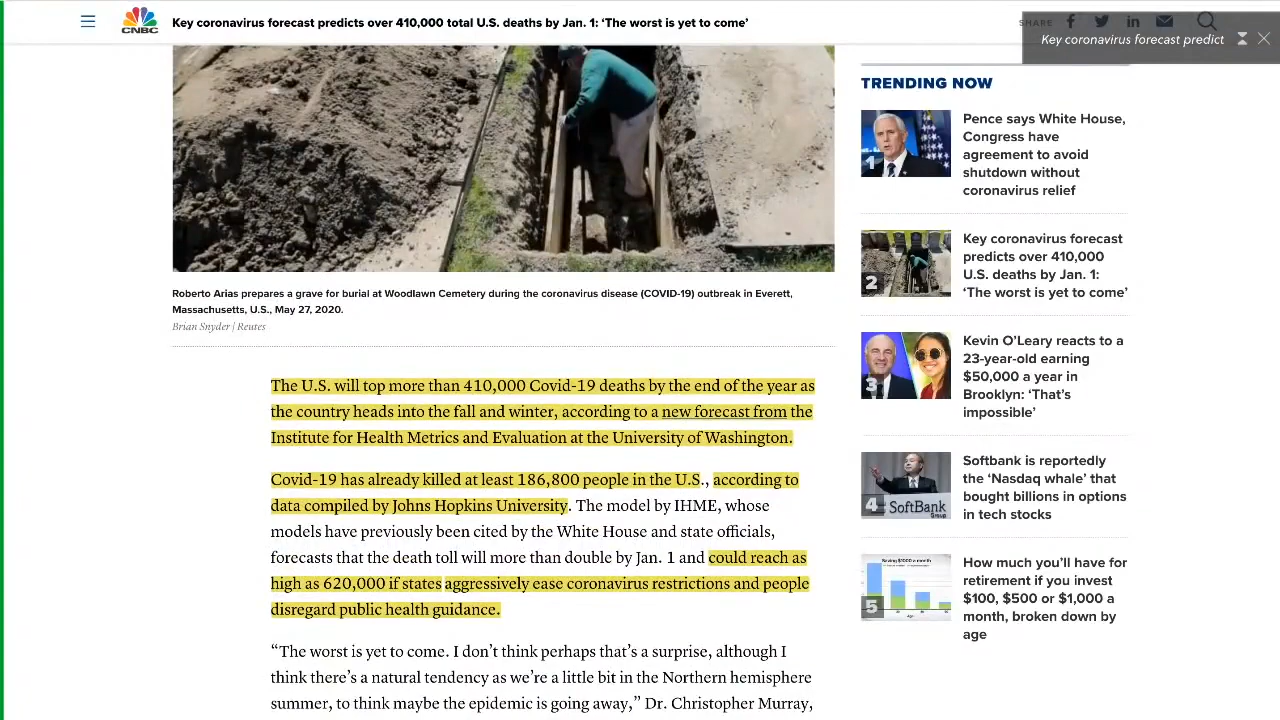 CNBC
Key coronavirus forecast predicts over 410,000 total U.S. deaths by Jan. 1: ‘The worst is yet to come’
SHARE
Key coronavirus forecast predict
Roberto Arias prepares a grave for burial at Woodlawn Cemetery during the coronavirus disease (COVID-19) outbreak in Everett,
Massachusetts, U.S., May 27, 2020.
Brian Snyder | Reutes
The U.S. will top more than 410,000 Covid-19 deaths by the end of the year as
the country heads into the fall and winter, according to a new forecast from the
Institute for Health Metrics and Evaluation at the University of Washington.
Covid-19 has already killed at least 186,800 people in the U.S., according to
data compiled by Johns Hopkins University. The model by IHME, whose
models have previously been cited by the White House and state officials,
forecasts that the death toll will more than double by Jan. 1 and could reach as
high as 620,000 if states aggressively ease coronavirus restrictions and people
disregard public health guidance.
“The worst is yet to come. I don’t think perhaps that’s a surprise, although I
think there’s a natural tendency as we’re a little bit in the Northern hemisphere
summer, to think maybe the epidemic is going away,” Dr. Christopher Murray,
TRENDING NOW
1
Pence says White House,
Congress have
agreement to avoid
shutdown without
coronavirus relief
2
Key coronavirus forecast
predicts over 410,000
U.S. deaths by Jan. 1:
‘The worst is yet to come’
3
Kevin O’Leary reacts to a
23-year-old earning
$50,000 a year in
Brooklyn: ‘That’s
impossible’
4
SoftBank
Group
Softbank is reportedly
the ‘Nasdaq whale’ that
bought billions in options
in tech stocks
5
Saving $1000 a month
Age
How much you’ll have for
retirement if you invest
$100, $500 or $1,000 a
month, broken down by
age